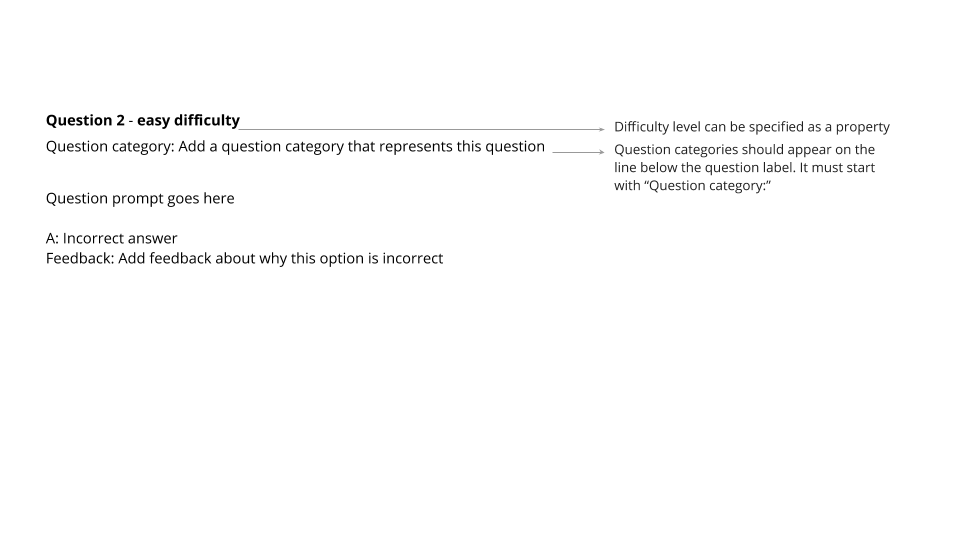 Question 2 - easy difficulty
Question category: Add a question category that represents this question
Question prompt goes here
A: Incorrect answer
Feedback: Add feedback about why this option is incorrect
Difficulty level can be specified as a property
Question categories should appear on the
line below the question label. It must start
with “Question category:”